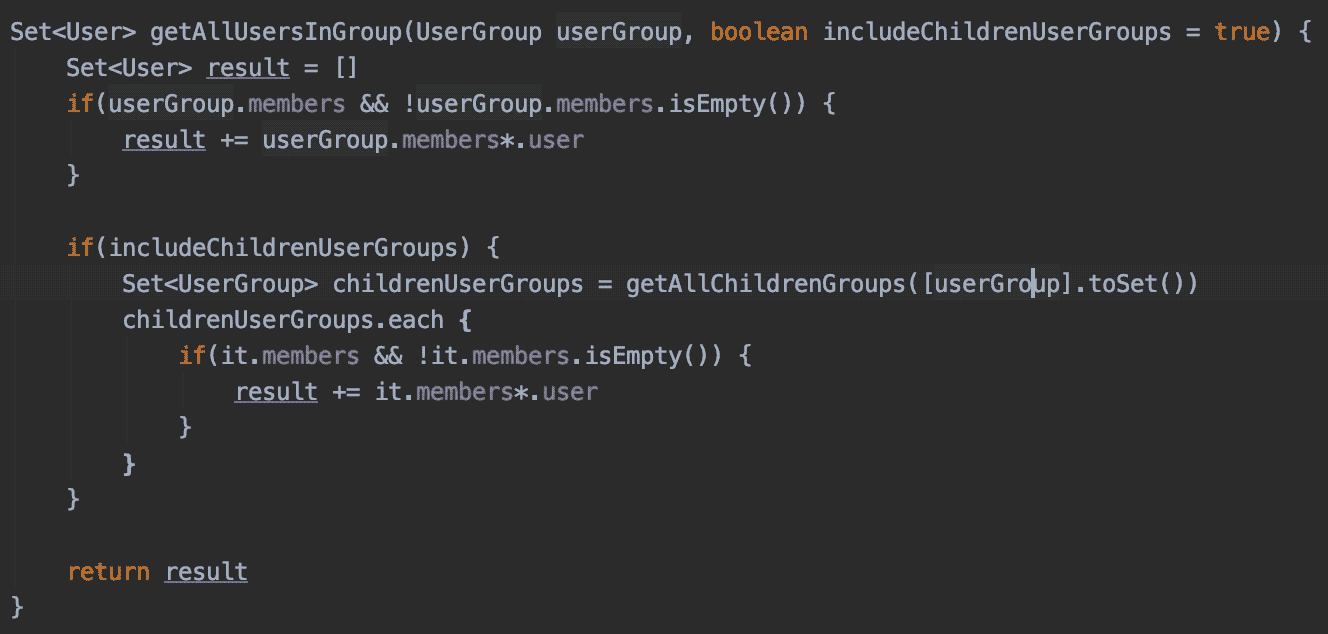 Set<User> getAllUsersInGroup(UserGroup userGroup, boolean includeChildrenUserGroups = true) {
    Set<User> result = []
    if(userGroup.members && !userGroup.members.isEmpty()) {
        result += userGroup.members*.user
    }

    if(includeChildrenUserGroups) {
        Set<UserGroup> childrenUserGroups = getAllChildrenGroups([userGroup].toSet())
        childrenUserGroups.each {
            if(it.members && !it.members.isEmpty()) {
                result += it.members*.user
            }
        }
    }

    return result
}